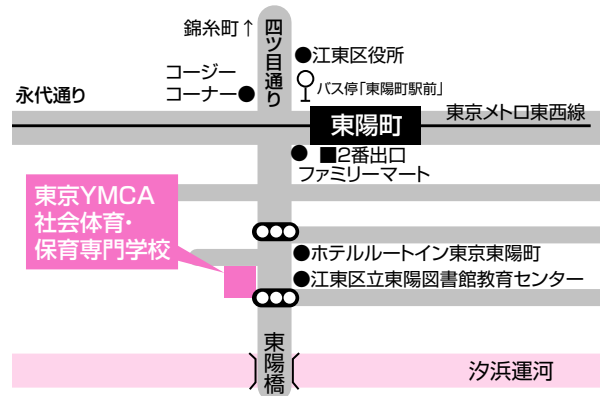 錦糸町↑
四ツ目通り
●江東区役所
コージー
コーナー●
バス停「東陽町駅前」
永代通り
東京メトロ東西線
東陽町
● ■2番出口
ファミリーマート
東京YMCA
社会体育・
保育専門学校
●ホテルルートイン東京東陽町
●江東区立東陽図書館教育センター
東陽橋
汐浜運河